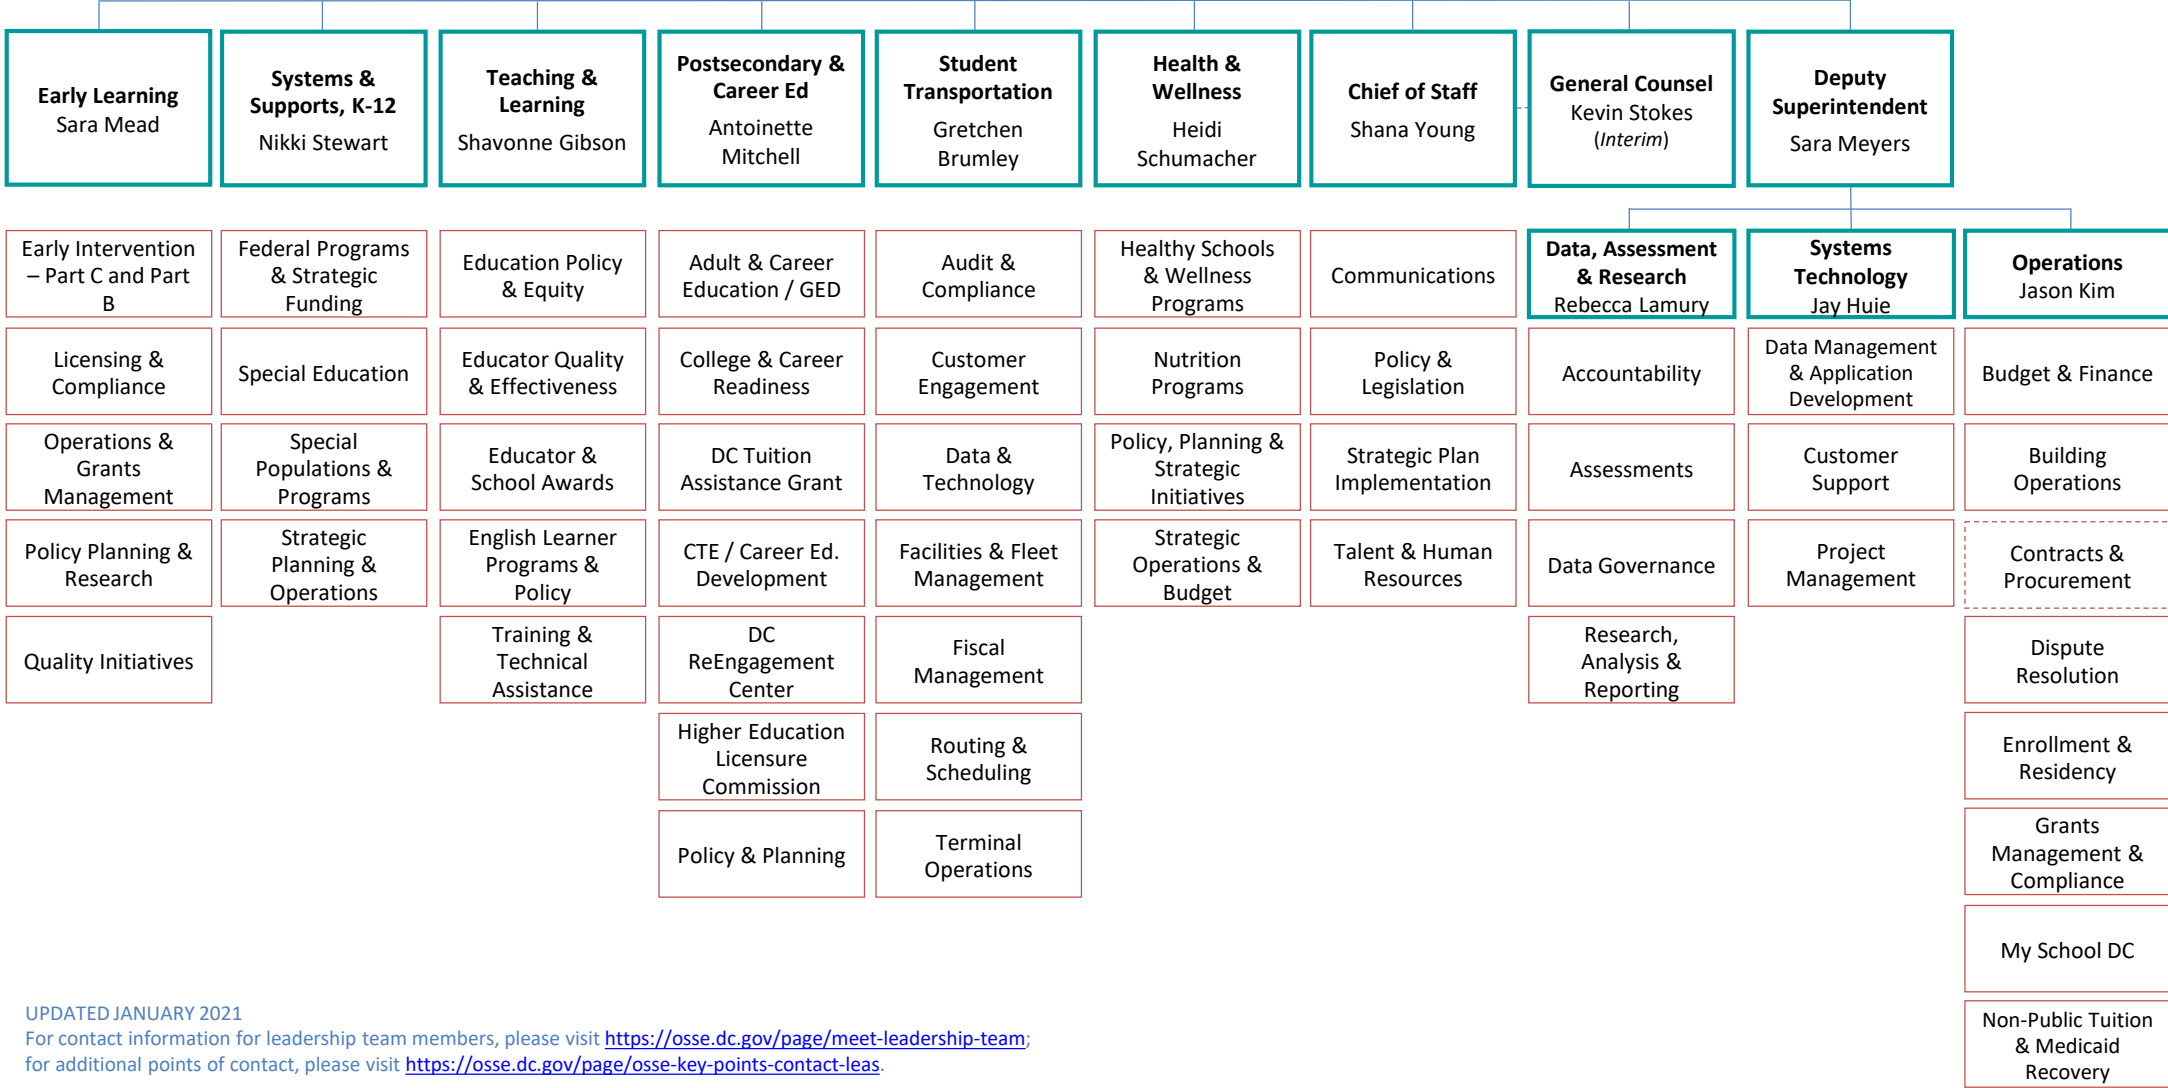 Early Learning
Sara Mead
Systems &
Supports, K-12
Nikki Stewart
Teaching &
Learning
Shavonne Gibson
Postsecondary &
Career Ed
Antoinette
Mitchell
Student
Transportation
Gretchen
Brumley
Health &
Wellness
Heidi
Schumacher
Chief of Staff
Shana Young
General Counsel
Kevin Stokes
(Interim)
Deputy
Superintendent
Sara Meyers
Early Intervention
– Part C and Part
B
Licensing &
Compliance
Operations &
Grants
Management
Policy Planning &
Research
Quality Initiatives
Federal Programs
& Strategic
Funding
Special Education
Special
Populations &
Programs
Strategic
Planning &
Operations
Education Policy
& Equity
Educator Quality
& Effectiveness
Educator &
School Awards
English Learner
Programs &
Policy
Training &
Technical
Assistance
Adult & Career
Education / GED
College & Career
Readiness
DC Tuition
Assistance Grant
CTE / Career Ed.
Development
DC
ReEngagement
Center
Higher Education
Licensure
Commission
Policy & Planning
Audit &
Compliance
Customer
Engagement
Data &
Technology
Facilities & Fleet
Management
Fiscal
Management
Routing &
Scheduling
Terminal
Operations
Healthy Schools
& Wellness
Programs
Nutrition
Programs
Policy, Planning &
Strategic
Initiatives
Strategic
Operations &
Budget
Communications
Policy &
Legislation
Strategic Plan
Implementation
Talent & Human
Resources
Data, Assessment
& Research
Rebecca Lamury
Accountability
Assessments
Data Governance
Research,
Analysis &
Reporting
Systems
Technology
Jay Huie
Data Management
& Application
Development
Customer
Support
Project
Management
Operations
Jason Kim
Budget & Finance
Building
Operations
Contracts &
Procurement
Dispute
Resolution
Enrollment &
Residency
Grants
Management &
Compliance
My School DC
Non-Public Tuition
& Medicaid
Recovery
UPDATED JANUARY 2021
For contact information for leadership team members, please visit https://osse.dc.gov/page/meet-leadership-team;
for additional points of contact, please visit https://osse.dc.gov/page/osse-key-points-contact-leas.